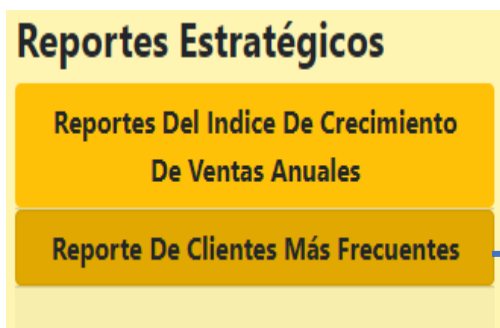 Reportes Estratégicos
Reportes Del Indice De Crecimiento
De Ventas Anuales
Reporte De Clientes Más Frecuentes